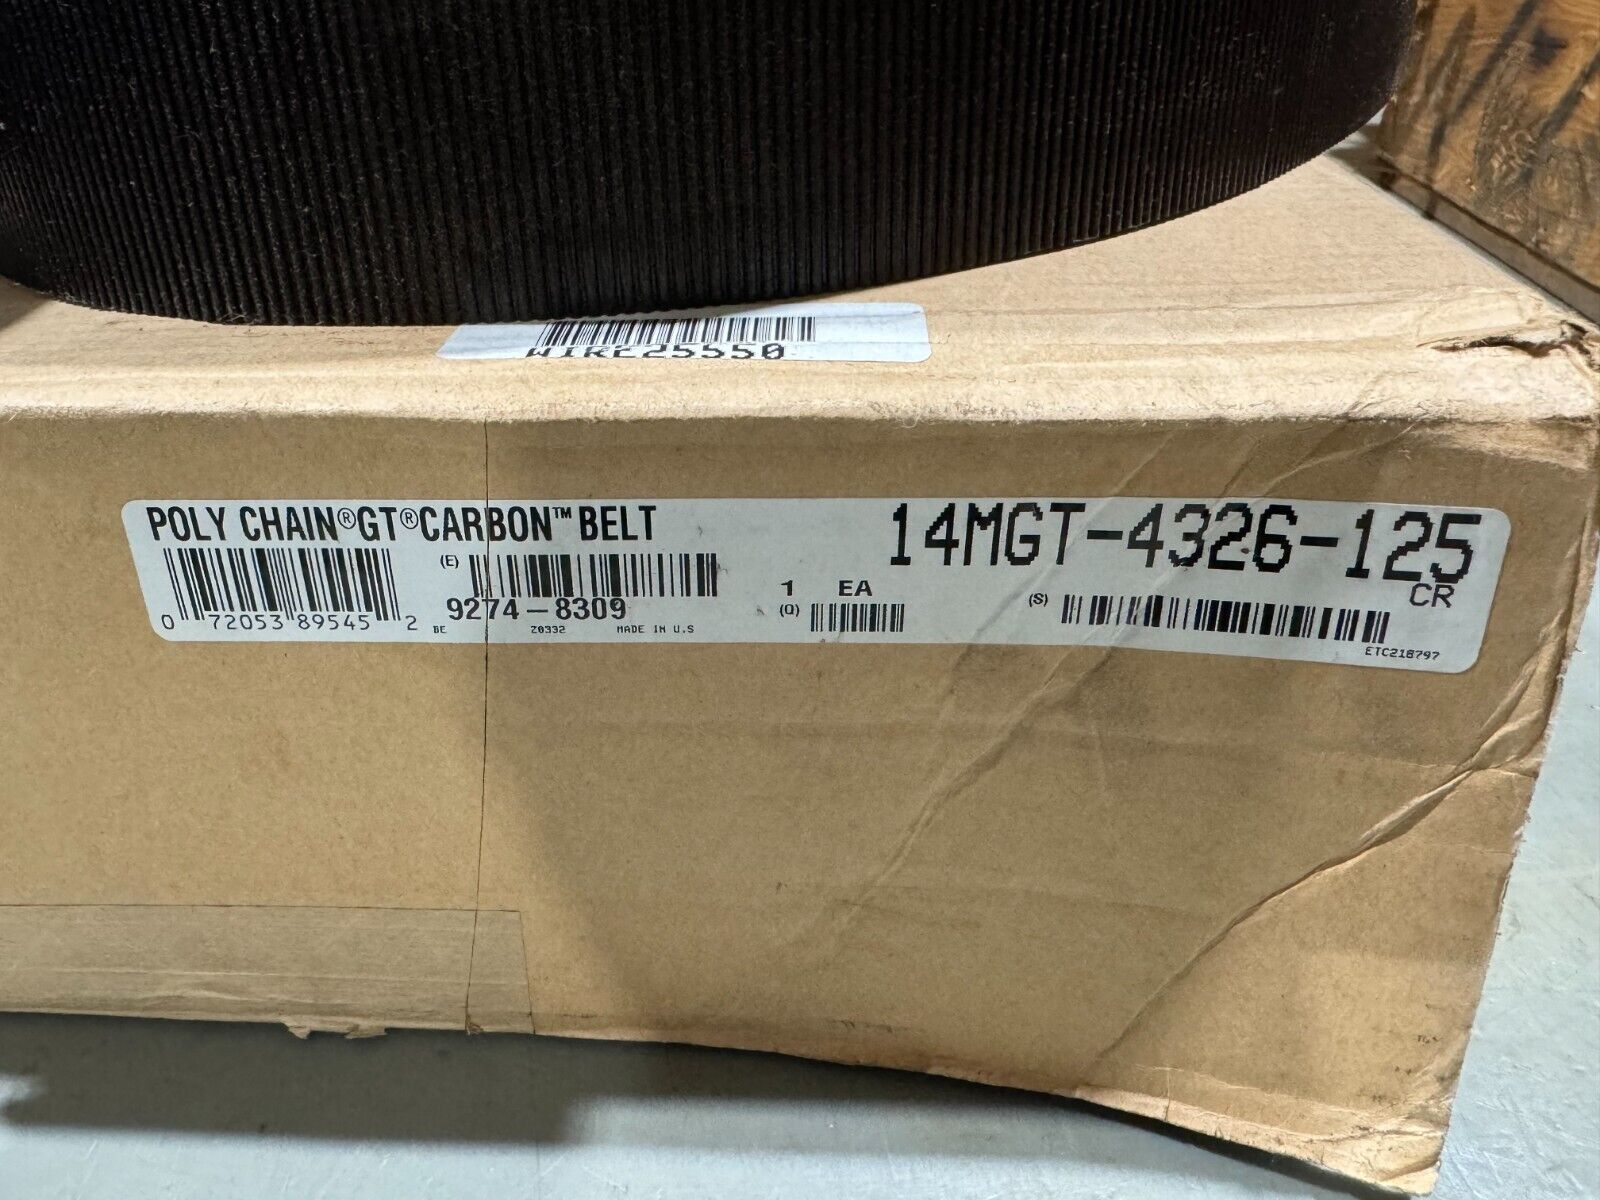 WIRE25550
POLY CHAIN®GT®CARBON™ BELT
14MGT-4326-125
CR
(E)
1 EA
(Q)
(S)
0 72053 89545 2
9274-8309
BE Z0332 MADE IN U.S
ETC218797